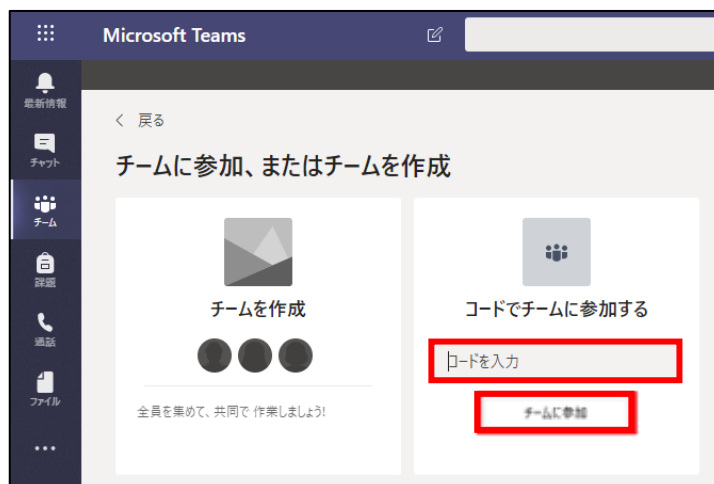 Microsoft Teams
最新情報
チャット
チーム
課題
通話
ファイル
< 戻る
チームに参加、またはチームを作成
チームを作成
全員を集めて、共同で 作業しましょう!
コードでチームに参加する
コードを入力
チームに参加